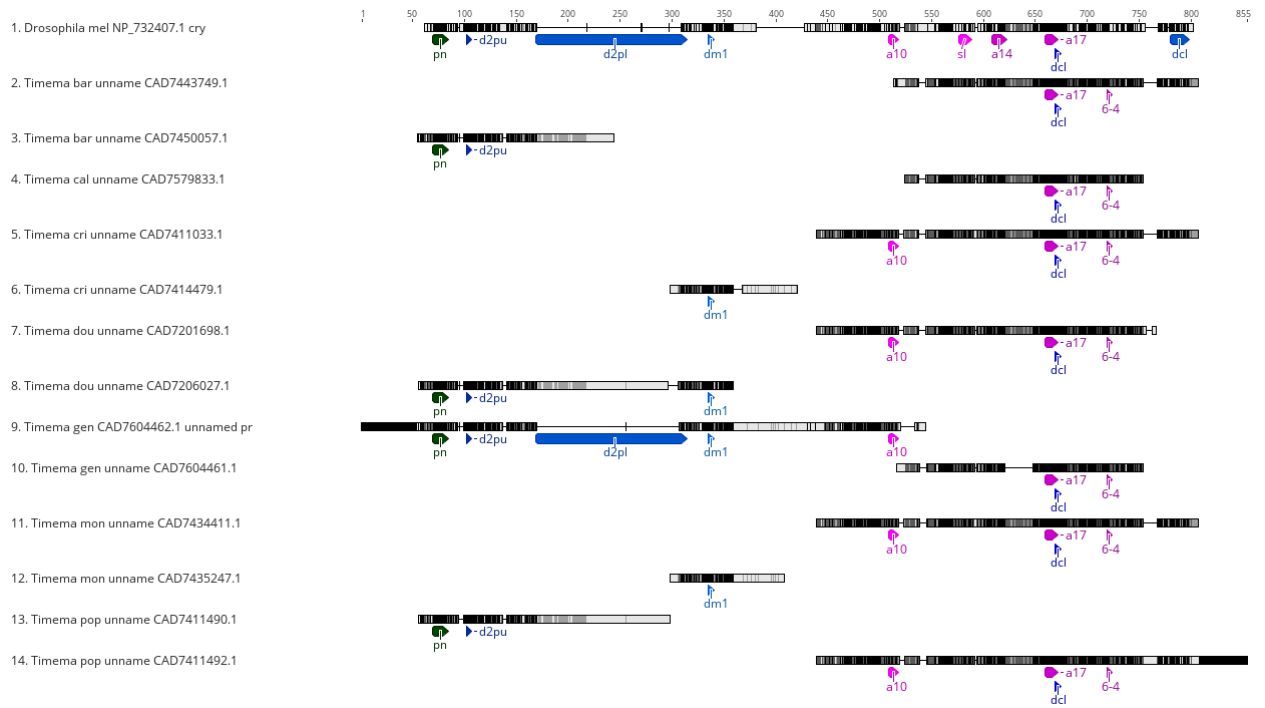 1 50 100 150 200 250 300 350 400 450 500 550 600 650 700 750 800 855
1. Drosophila mel NP_732407.1 cry
pn d2pu d2pl dm1 a10 sl a14 a17 dcl dcl
2. Timema bar unname CAD7443749.1
a17 dcl 6-4
3. Timema bar unname CAD7450057.1
pn d2pu
4. Timema cal unname CAD7579833.1
a17 dcl 6-4
5. Timema cri unname CAD7411033.1
a10 a17 dcl 6-4
6. Timema cri unname CAD7414479.1
dm1
7. Timema dou unname CAD7201698.1
a10 a17 dcl 6-4
8. Timema dou unname CAD7206027.1
pn d2pu dm1
9. Timema gen CAD7604462.1 unnamed pr
pn d2pu d2pl dm1 a10
10. Timema gen unname CAD7604461.1
a17 dcl 6-4
11. Timema mon unname CAD7434411.1
a10 a17 dcl 6-4
12. Timema mon unname CAD7435247.1
dm1
13. Timema pop unname CAD7411490.1
pn d2pu
14. Timema pop unname CAD7411492.1
a10 a17 dcl 6-4